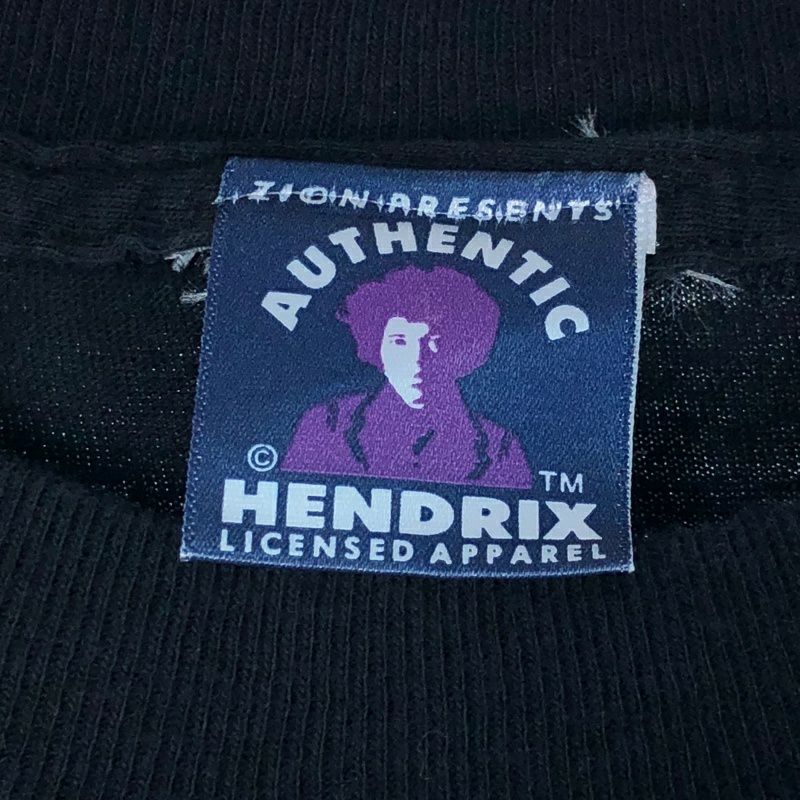 ZION PRESENTS
AUTHENTIC
© TM
HENDRIX
LICENSED APPAREL